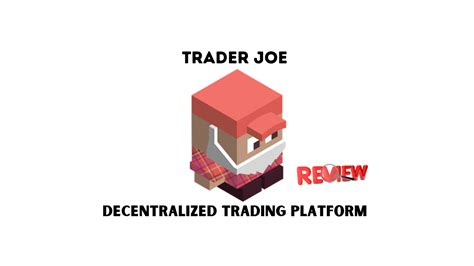 TRADER JOE
REVIEW
DECENTRALIZED TRADING PLATFORM